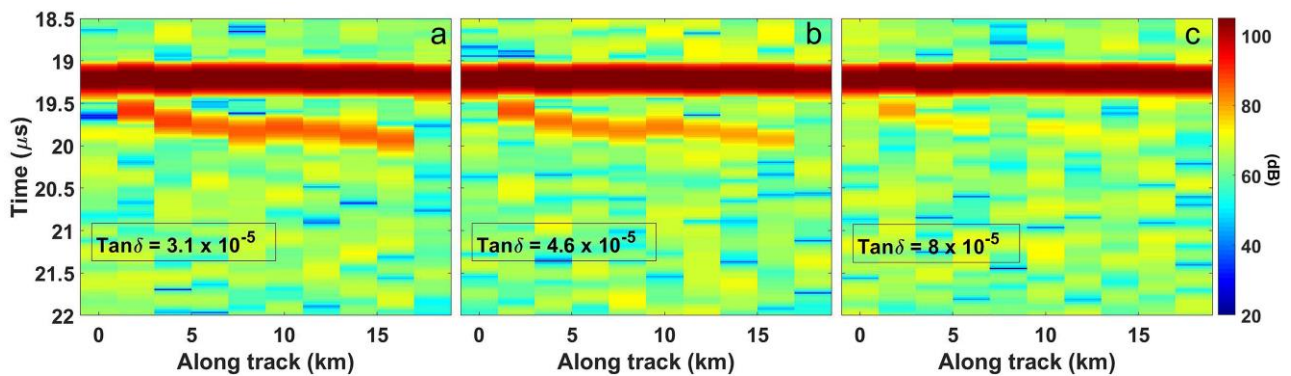 18.5
19
19.5
20
20.5
21
21.5
22
Time (μs)
a
Tanδ = 3.1 x 10⁻⁵
0 5 10 15
Along track (km)
b
Tanδ = 4.6 x 10⁻⁵
0 5 10 15
Along track (km)
c
Tanδ = 8 x 10⁻⁵
0 5 10 15
Along track (km)
100
80
60
40
20
(dB)